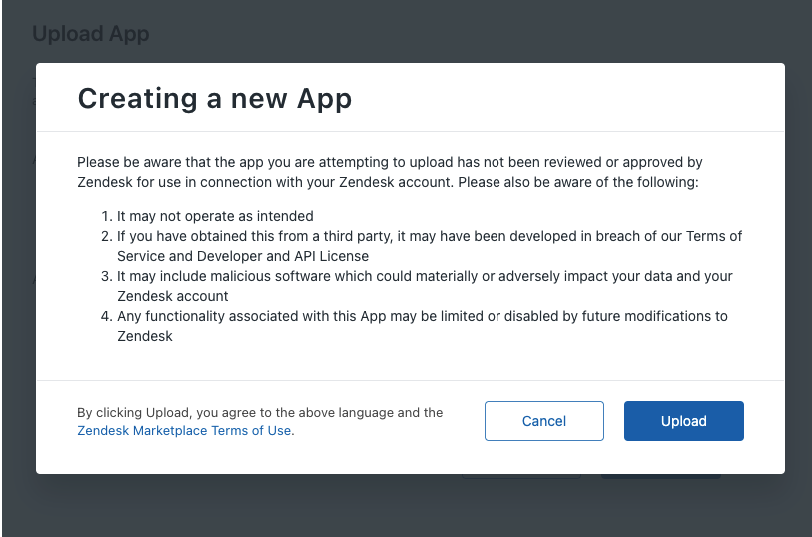 Upload App
Creating a new App
Please be aware that the app you are attempting to upload has not been reviewed or approved by
Zendesk for use in connection with your Zendesk account. Please also be aware of the following:
1. It may not operate as intended
2. If you have obtained this from a third party, it may have been developed in breach of our Terms of
Service and Developer and API License
3. It may include malicious software which could materially or adversely impact your data and your
Zendesk account
4. Any functionality associated with this App may be limited or disabled by future modifications to
Zendesk
By clicking Upload, you agree to the above language and the
Zendesk Marketplace Terms of Use.
Cancel
Upload